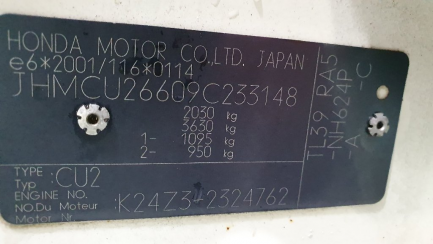 HONDA MOTOR CO.,LTD. JAPAN
e6*2001/116*0114
JHMCU26609C233148
2030 kg
3630 kg
1- 1095 kg
2- 950 kg
TYPE
Typ :CU2
ENGINE NO.
NO.Du Moteur :K24Z3-2324762
Motor Nr
TL39 RA5
-NH624P -C
-A